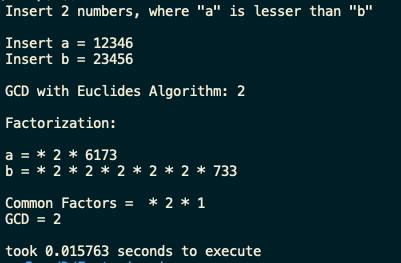 Insert 2 numbers, where "a" is lesser than "b"
Insert a = 12346
Insert b = 23456
GCD with Euclides Algorithm: 2
Factorization:
a = * 2 * 6173
b = * 2 * 2 * 2 * 2 * 2 * 733
Common Factors =  * 2 * 1
GCD = 2
took 0.015763 seconds to execute